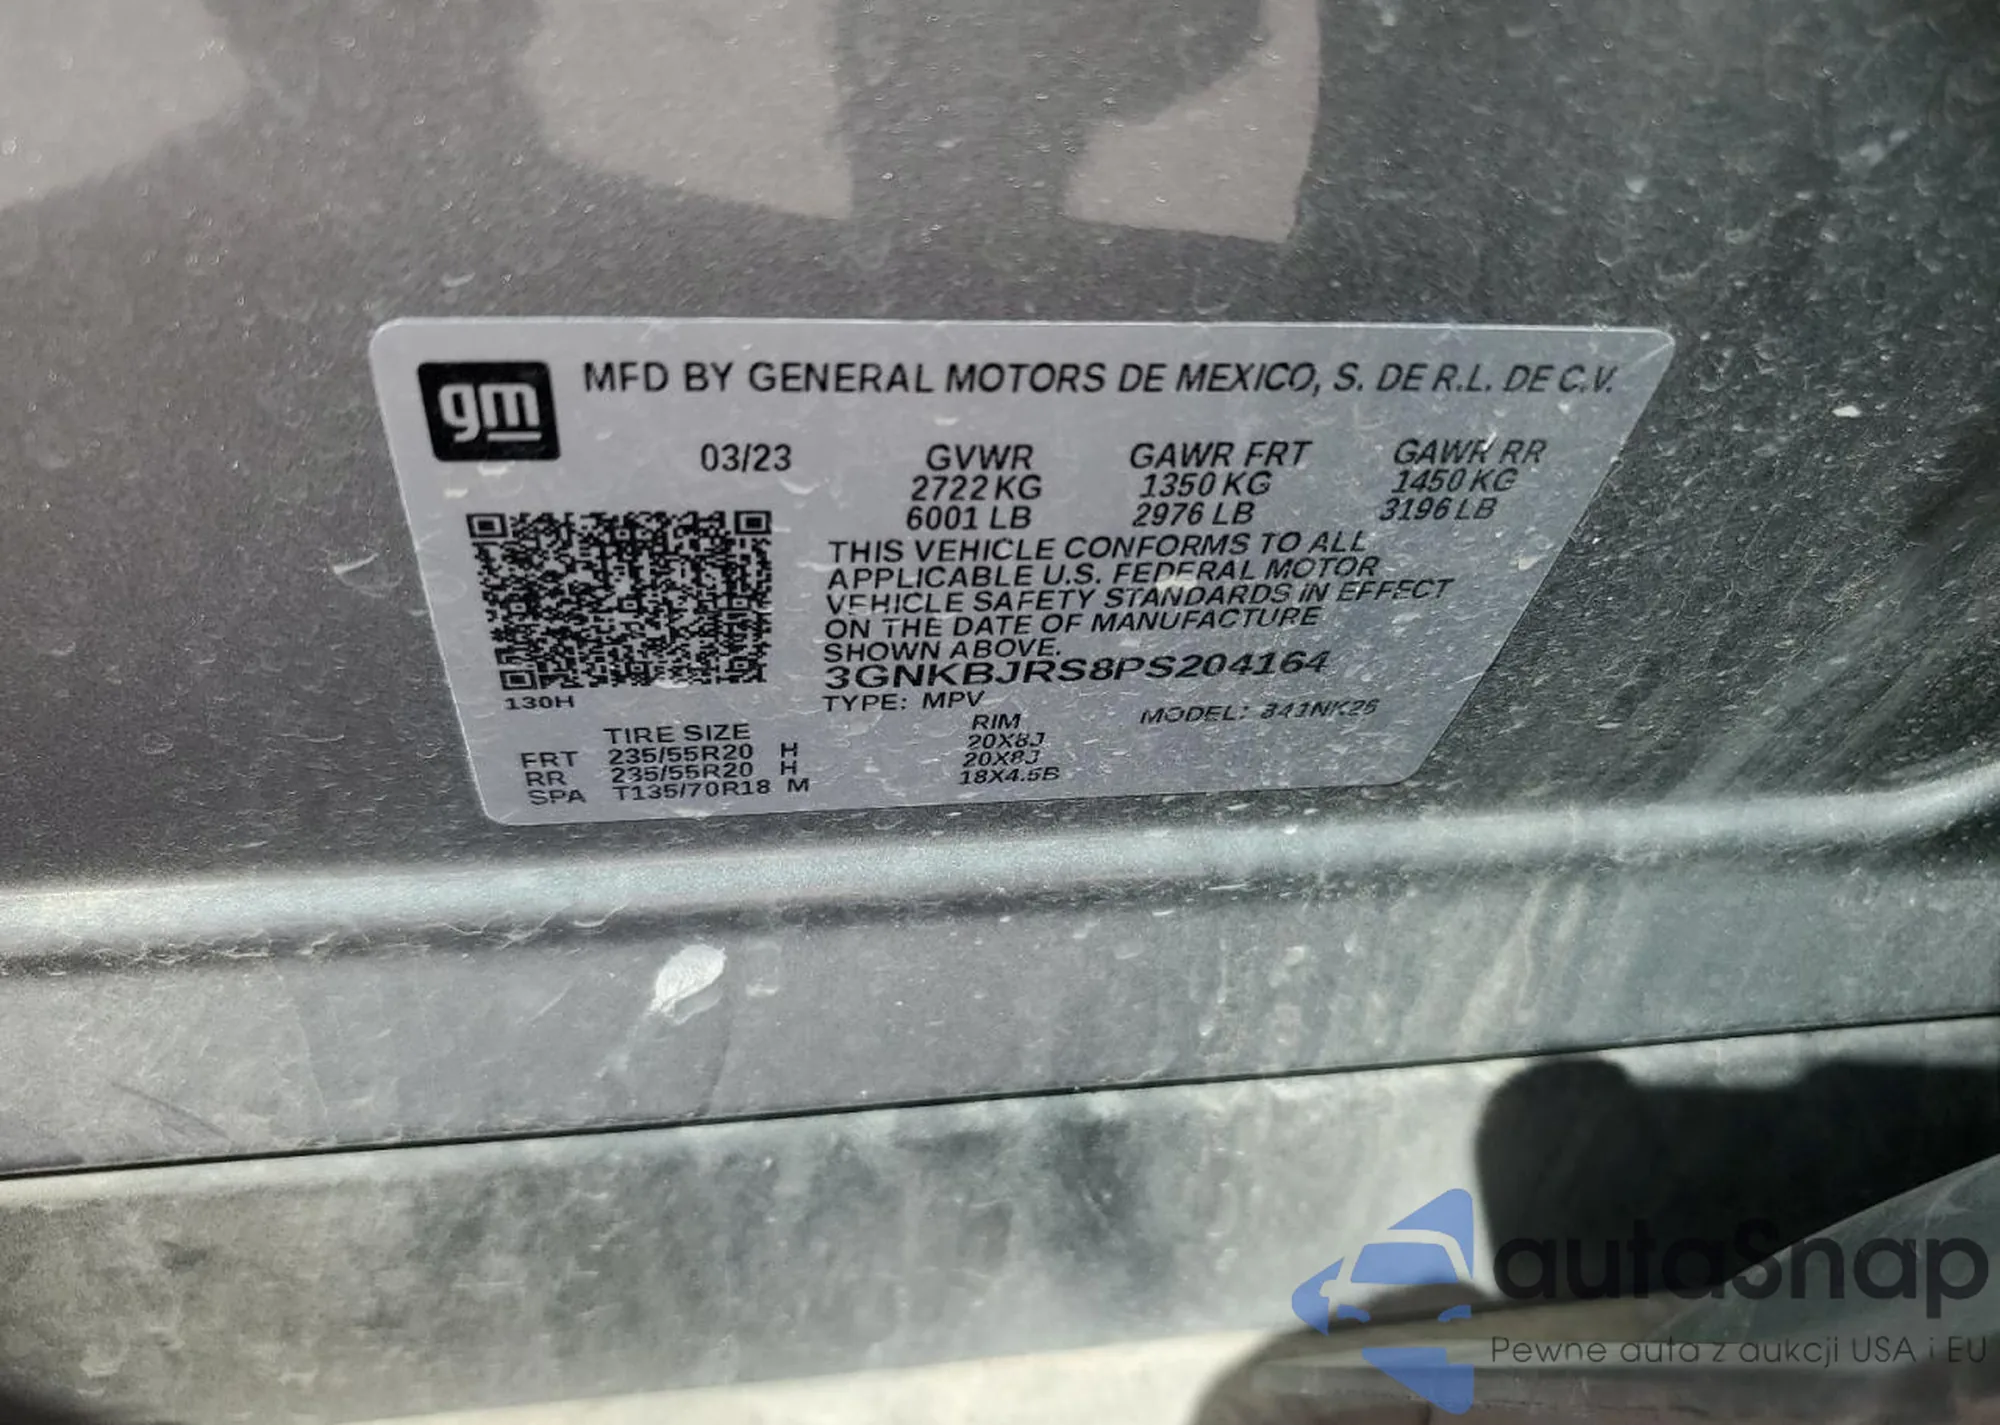 gm
MFD BY GENERAL MOTORS DE MEXICO, S. DE R.L. DE C.V.
03/23 GVWR GAWR FRT GAWR RR
2722 KG 1350 KG 1450 KG
6001 LB 2976 LB 3196 LB
THIS VEHICLE CONFORMS TO ALL
APPLICABLE U.S. FEDERAL MOTOR
VEHICLE SAFETY STANDARDS IN EFFECT
ON THE DATE OF MANUFACTURE
SHOWN ABOVE.
3GNKBJRS8PS204164
130H
TYPE: MPV MODEL:
TIRE SIZE RIM
FRT 235/55R20 H 20X8J
RR 235/55R20 H 20X8J
SPA T135/70R18 M 18X4.5B
autaSnap
Pewne auta z aukcji USA i EU